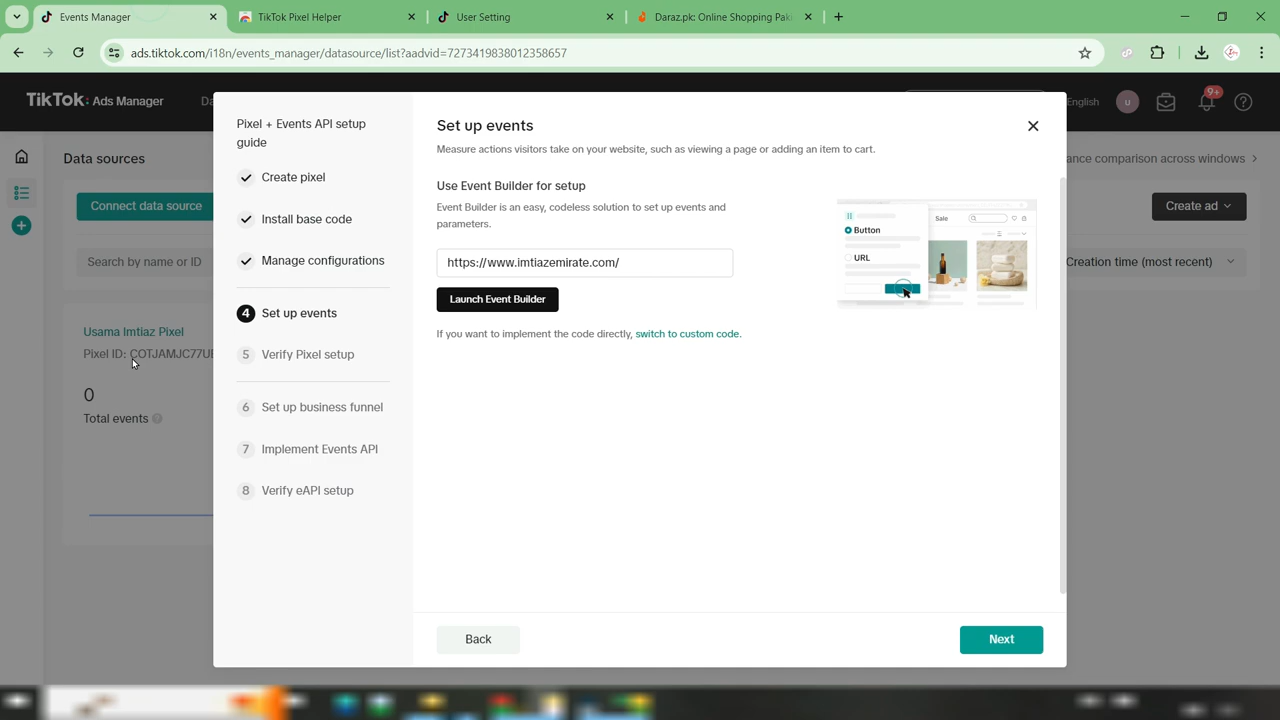 Events Manager
TikTok Pixel Helper
User Setting
Daraz.pk: Online Shopping Pak
ads.tiktok.com/i18n/events_manager/datasource/list?aadvid=7273419838012358657
TikTok: Ads Manager
Da
English
U
9+
Data sources
ance comparison across windows
Connect data source
Create ad
Search by name or ID
Creation time (most recent)
Usama Imtiaz Pixel
Pixel ID: COTJAMJC77U
0
Total events
Pixel + Events API setup
guide
Create pixel
Install base code
Manage configurations
4 Set up events
5 Verify Pixel setup
6 Set up business funnel
7 Implement Events API
8 Verify eAPI setup
Set up events
Measure actions visitors take on your website, such as viewing a page or adding an item to cart.
Use Event Builder for setup
Event Builder is an easy, codeless solution to set up events and
parameters.
https://www.imtiazemirate.com/
Launch Event Builder
If you want to implement the code directly, switch to custom code.
Button
URL
Sale
Back
Next